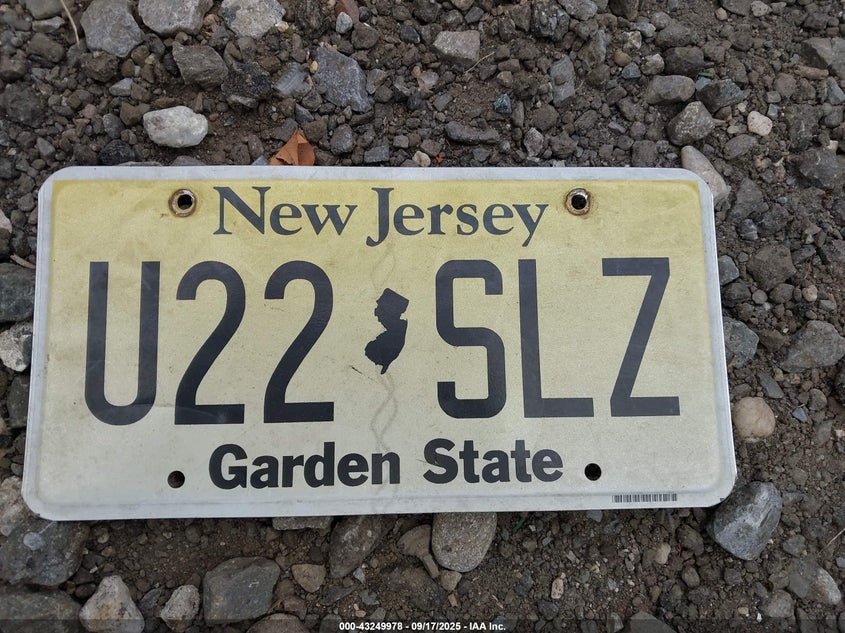 New Jersey
U22 SLZ
Garden State
000-43249978 - 09/17/2025 - IAA Inc.